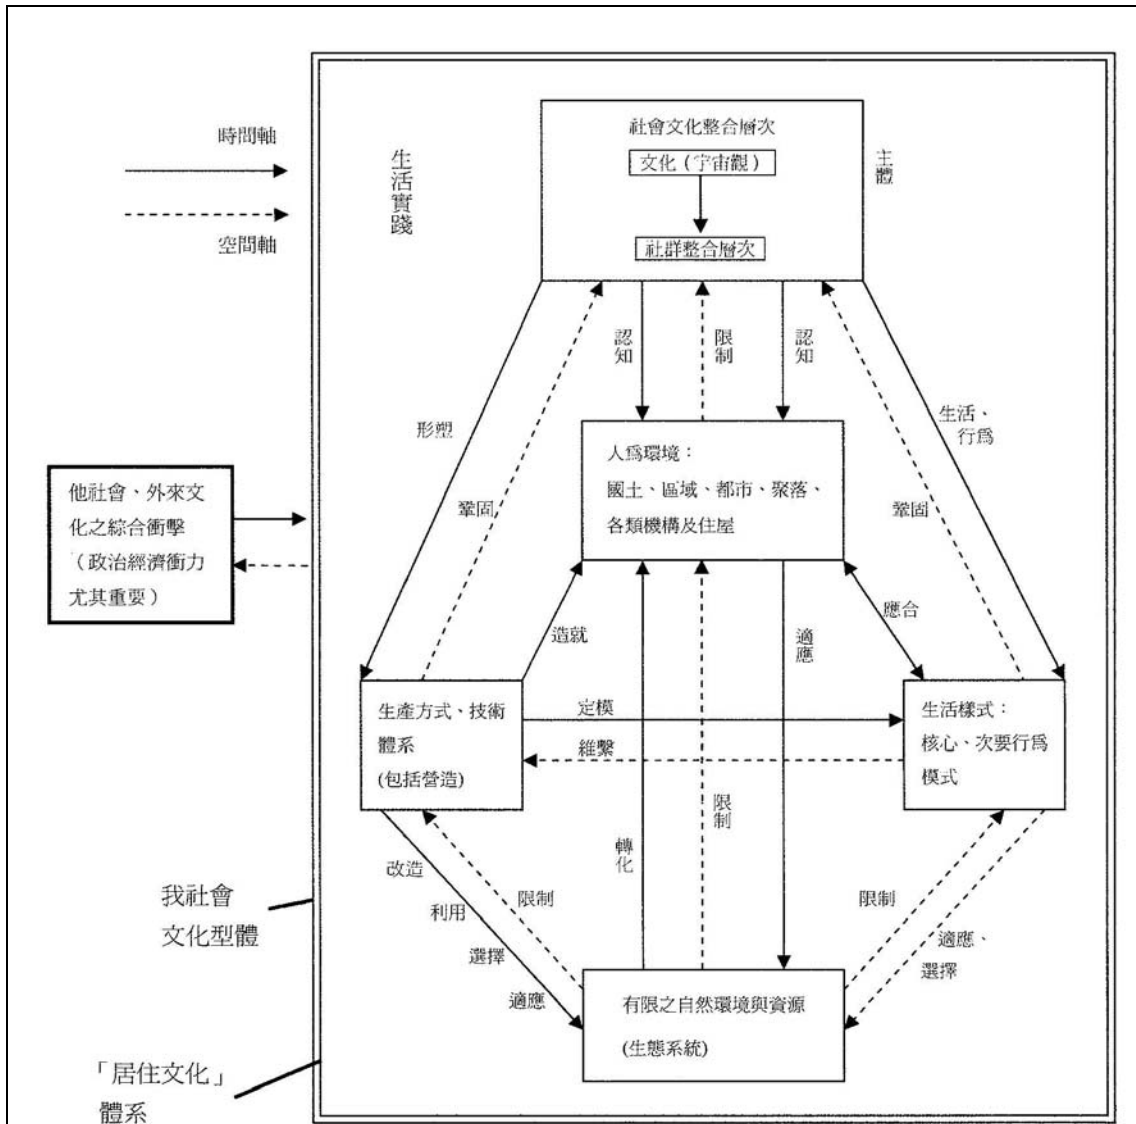 時間軸
空間軸
生活實踐
社會文化整合層次
文化(宇宙觀)
社群整合層次
主體
認知
限制
認知
形塑
鞏固
生活、
行為
鞏固
人為環境：
國土、區域、都市、聚落、
各類機構及住屋
他社會、外來文
化之綜合衝擊
（政治經濟衝力
尤其重要）
造就
適應
應合
生產方式、技術
體系
(包括營造)
定模
維繫
生活樣式：
核心、次要行為
模式
轉化
限制
改造
利用
選擇
適應
限制
限制
適應、
選擇
有限之自然環境與資源
(生態系統)
我社會
文化型體
「居住文化」
體系